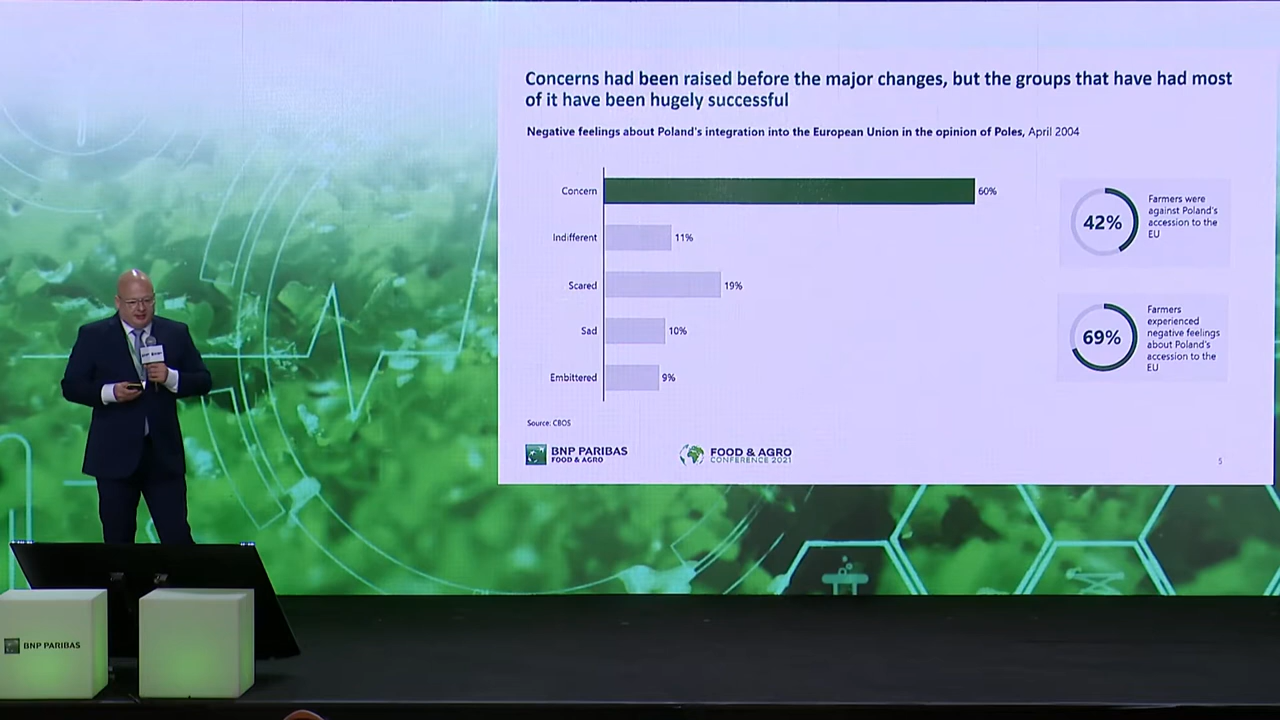 Concerns had been raised before the major changes, but the groups that have had most
of it have been hugely successful
Negative feelings about Poland's integration into the European Union in the opinion of Poles, April 2004
Concern 60%
Indifferent 11%
Scared 19%
Sad 10%
Embittered 9%
42%
Farmers were
against Poland's
accession to the
EU
69%
Farmers
experienced
negative feelings
about Poland's
accession to the
EU
Source: CBOS
BNP PARIBAS
FOOD & AGRO
FOOD & AGRO
CONFERENCE 2021
5
BNP PARIBAS